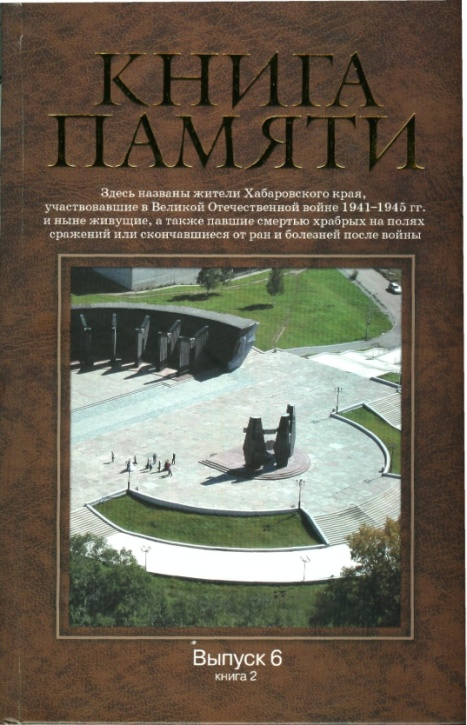 КНИГА
ПАМЯТИ
Здесь названы жители Хабаровского края,
участвовавшие в Великой Отечественной войне 1941–1945 гг.
и ныне живущие, а также павшие смертью храбрых на полях
сражений или скончавшиеся от ран и болезней после войны
Выпуск 6
книга 2